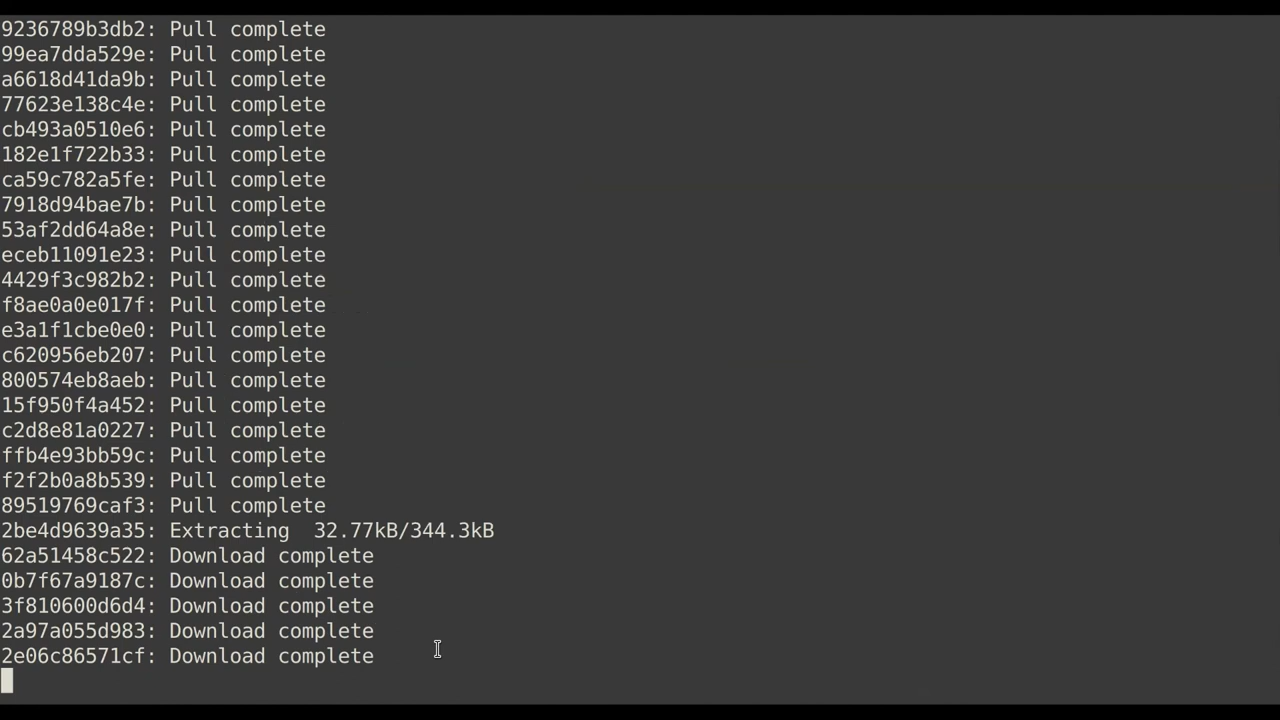 9236789b3db2: Pull complete
99ea7dda529e: Pull complete
a6618d41da9b: Pull complete
77623e138c4e: Pull complete
cb493a0510e6: Pull complete
182e1f722b33: Pull complete
ca59c782a5fe: Pull complete
7918d94bae7b: Pull complete
53af2dd64a8e: Pull complete
eceb11091e23: Pull complete
4429f3c982b2: Pull complete
f8ae0a0e017f: Pull complete
e3a1f1cbe0e0: Pull complete
c620956eb207: Pull complete
800574eb8aeb: Pull complete
15f950f4a452: Pull complete
c2d8e81a0227: Pull complete
ffb4e93bb59c: Pull complete
f2f2b0a8b539: Pull complete
89519769caf3: Pull complete
2be4d9639a35: Extracting  32.77kB/344.3kB
62a51458c522: Download complete
0b7f67a9187c: Download complete
3f810600d6d4: Download complete
2a97a055d983: Download complete
2e06c86571cf: Download complete